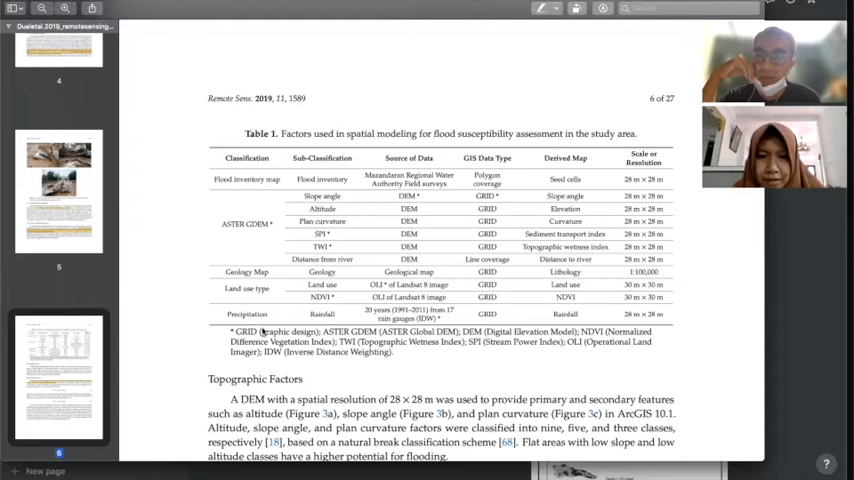 Dueietal.2019_remotesensing...
Search
4
5
6
New page
Remote Sens. 2019, 11, 1589
6 of 27
Table 1. Factors used in spatial modeling for flood susceptibility assessment in the study area.
Classification Sub-Classification Source of Data GIS Data Type Derived Map Scale or Resolution
Flood inventory map Flood inventory Mazandaran Regional Water Authority Field surveys Polygon coverage Seed cells 28 m × 28 m
ASTER GDEM *
Slope angle DEM * GRID * Slope angle 28 m × 28 m
Altitude DEM GRID Elevation 28 m × 28 m
Plan curvature DEM GRID Curvature 28 m × 28 m
SPI * DEM GRID Sediment transport index 28 m × 28 m
TWI * DEM GRID Topographic wetness index 28 m × 28 m
Distance from river DEM Line coverage Distance to river 28 m × 28 m
Geology Map Geology Geological map GRID Lithology 1:100,000
Land use type
Land use OLI * of Landsat 8 image GRID Land use 30 m × 30 m
NDVI * OLI of Landsat 8 image GRID NDVI 30 m × 30 m
Precipitation Rainfall 20 years (1991–2011) from 17 rain gauges (IDW) * GRID Rainfall 28 m × 28 m
* GRID (graphic design); ASTER GDEM (ASTER Global DEM); DEM (Digital Elevation Model); NDVI (Normalized
Difference Vegetation Index); TWI (Topographic Wetness Index); SPI (Stream Power Index); OLI (Operational Land
Imager); IDW (Inverse Distance Weighting).
Topographic Factors
A DEM with a spatial resolution of 28 × 28 m was used to provide primary and secondary features
such as altitude (Figure 3a), slope angle (Figure 3b), and plan curvature (Figure 3c) in ArcGIS 10.1.
Altitude, slope angle, and plan curvature factors were classified into nine, five, and three classes,
respectively [18], based on a natural break classification scheme [68]. Flat areas with low slope and low
altitude classes have a higher potential for flooding.